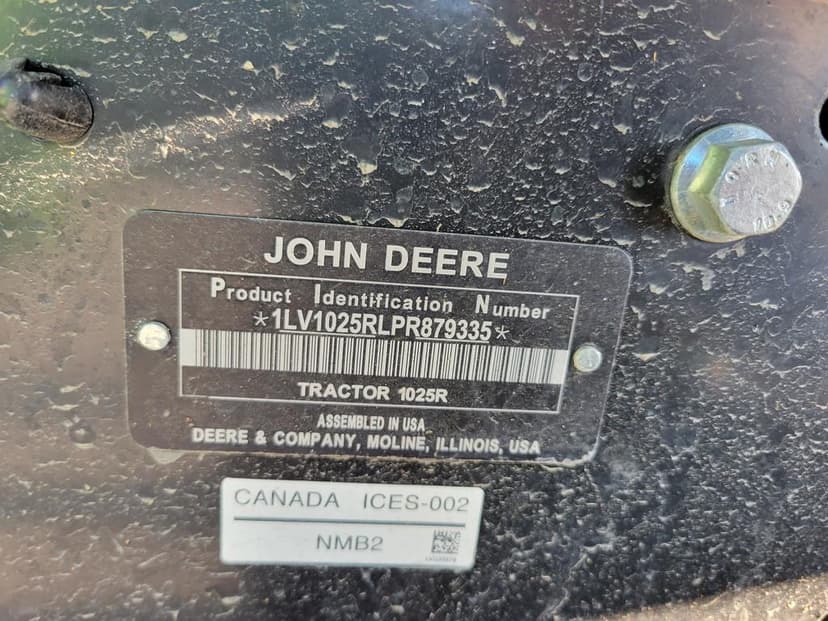 JOHN DEERE
Product Identification Number
*1LV1025RLPR879335*
TRACTOR 1025R
ASSEMBLED IN USA
DEERE & COMPANY, MOLINE, ILLINOIS, USA
CANADA ICES-002
NMB2